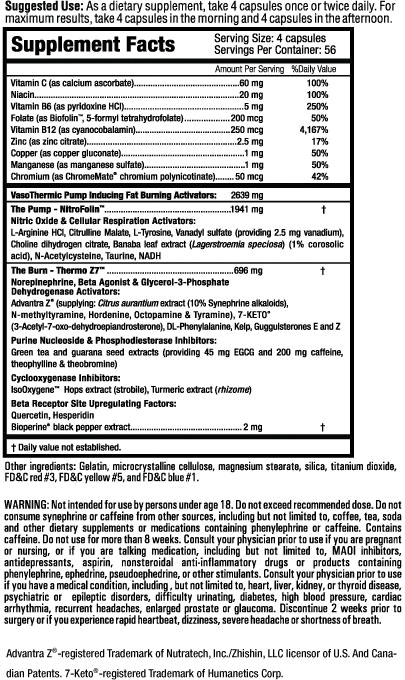 Suggested Use: As a dietary supplement, take 4 capsules once or twice daily. For
maximum results, take 4 capsules in the morning and 4 capsules in the afternoon.
Supplement Facts
Serving Size: 4 capsules
Servings Per Container: 56
Amount Per Serving %Daily Value
Vitamin C (as calcium ascorbate)..........................................60 mg 100%
Niacin...............................................................................20 mg 100%
Vitamin B6 (as pyridoxine HCl)...............................................5 mg 250%
Folate (as Biofolin™, 5-formyl tetrahydrofolate)..................200 mcg 50%
Vitamin B12 (as cyanocobalamin)........................................250 mcg 4,167%
Zinc (as zinc citrate)............................................................2.5 mg 17%
Copper (as copper gluconate)..................................................1 mg 50%
Manganese (as manganese sulfate)..........................................1 mg 50%
Chromium (as ChromeMate® chromium polynicotinate)....... 50 mcg 42%
VasoThermic Pump Inducing Fat Burning Activators: 2639 mg
The Pump - NitroFolin™..................................................1941 mg †
Nitric Oxide & Cellular Respiration Activators:
L-Arginine HCl, Citrulline Malate, L-Tyrosine, Vanadyl sulfate (providing 2.5 mg vanadium),
Choline dihydrogen citrate, Banaba leaf extract (Lagerstroemia speciosa) (1% corosolic
acid), N-Acetylcysteine, Taurine, NADH
The Burn - Thermo Z7™ ..................................................696 mg †
Norepinephrine, Beta Agonist & Glycerol-3-Phosphate
Dehydrogenase Activators:
Advantra Z® (supplying: Citrus aurantium extract (10% Synephrine alkaloids),
N-methyltyramine, Hordenine, Octopamine & Tyramine), 7-KETO®
(3-Acetyl-7-oxo-dehydroepiandrosterone), DL-Phenylalanine, Kelp, Guggulsterones E and Z
Purine Nucleoside & Phosphodiesterase Inhibitors:
Green tea and guarana seed extracts (providing 45 mg EGCG and 200 mg caffeine,
theophylline & theobromine)
Cyclooxygenase Inhibitors:
IsoOxygene™ Hops extract (strobile), Turmeric extract (rhizome)
Beta Receptor Site Upregulating Factors:
Quercetin, Hesperidin
Bioperine® black pepper extract...........................................2 mg †
† Daily value not established.
Other ingredients: Gelatin, microcrystalline cellulose, magnesium stearate, silica, titanium dioxide,
FD&C red #3, FD&C yellow #5, and FD&C blue #1.
WARNING: Not intended for use by persons under age 18. Do not exceed recommended dose. Do not
consume synephrine or caffeine from other sources, including but not limited to, coffee, tea, soda
and other dietary supplements or medications containing phenylephrine or caffeine. Contains
caffeine. Do not use for more than 8 weeks. Consult your physician prior to use if you are pregnant
or nursing, or if you are talking medication, including but not limited to, MAOI inhibitors,
antidepressants, aspirin, nonsteroidal anti-inflammatory drugs or products containing
phenylephrine, ephedrine, pseudoephedrine, or other stimulants. Consult your physician prior to use
if you have a medical condition, including , but not limited to, heart, liver, kidney, or thyroid disease,
psychiatric or epileptic disorders, difficulty urinating, diabetes, high blood pressure, cardiac
arrhythmia, recurrent headaches, enlarged prostate or glaucoma. Discontinue 2 weeks prior to
surgery or if you experience rapid heartbeat, dizziness, severe headache or shortness of breath.
Advantra Z®-registered Trademark of Nutratech, Inc./Zhishin, LLC licensor of U.S. And Cana-
dian Patents. 7-Keto®-registered Trademark of Humanetics Corp.